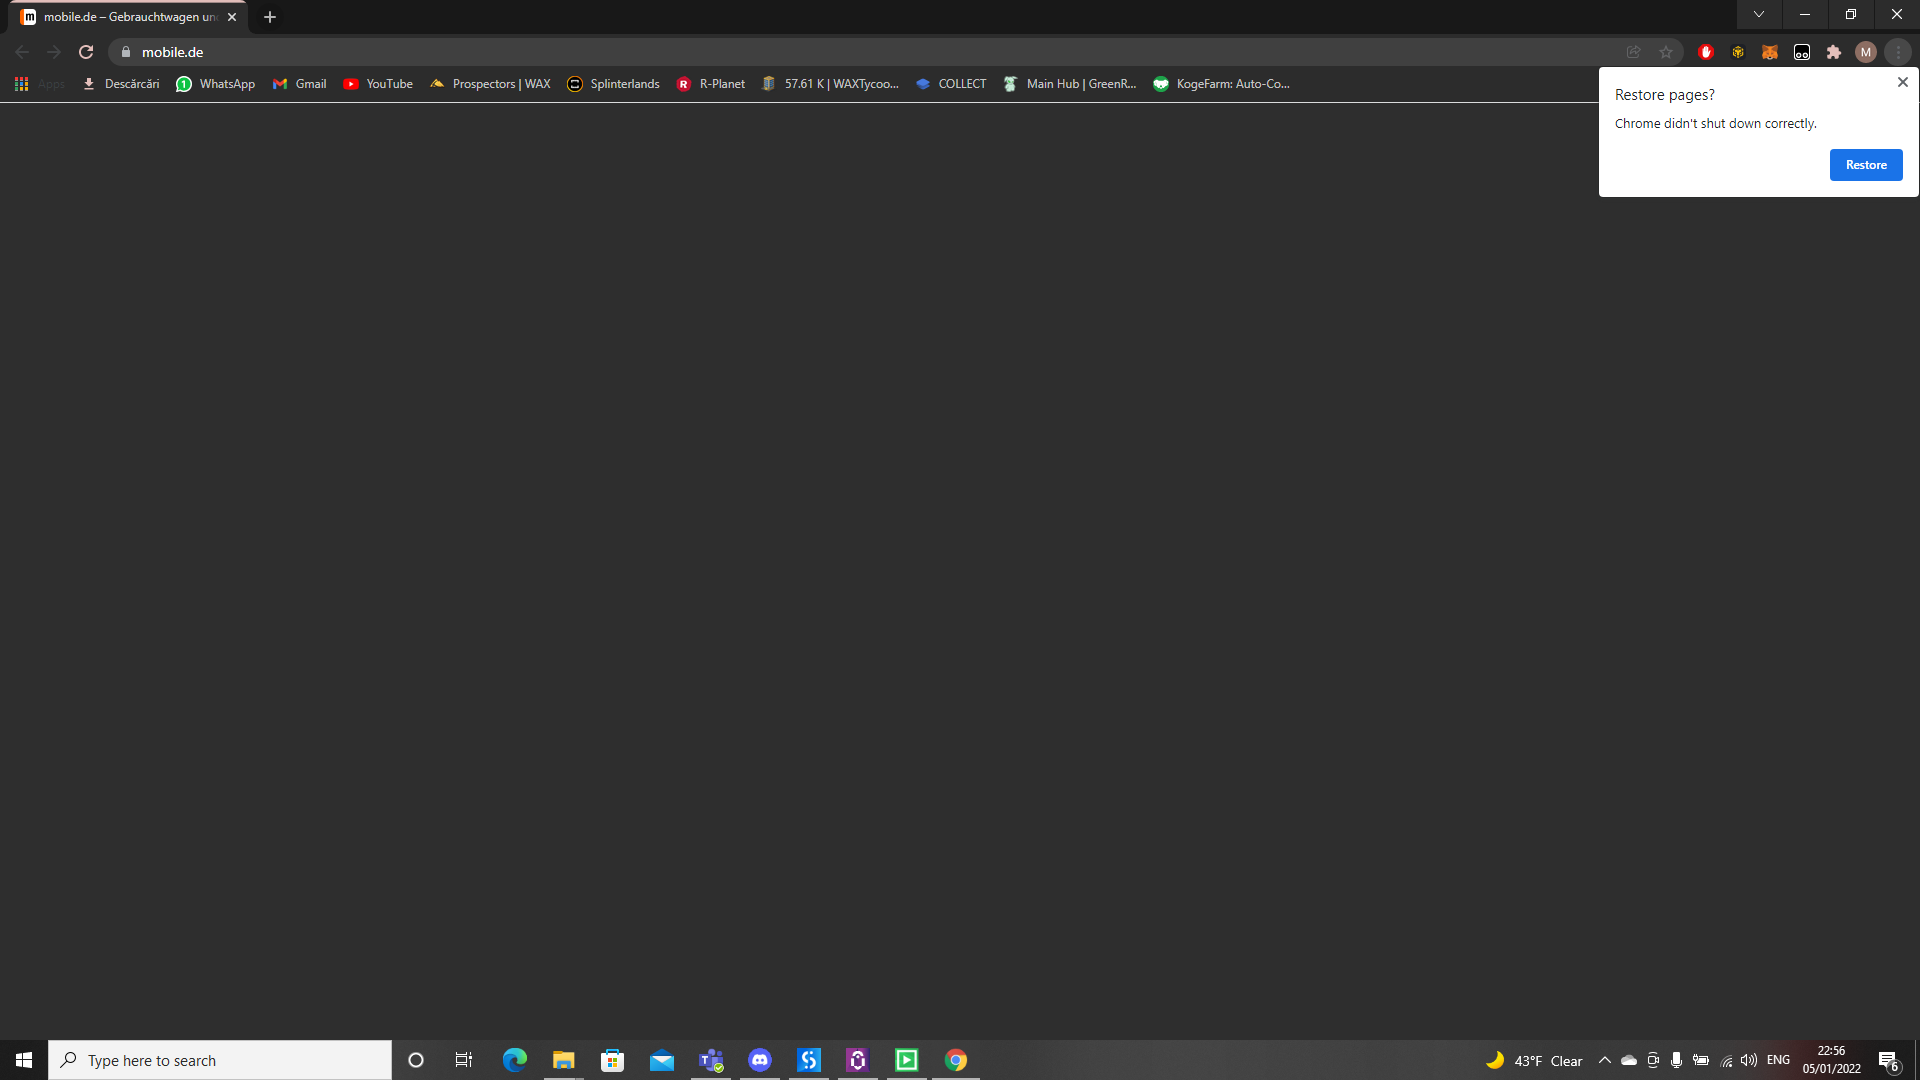 mobile.de – Gebrauchtwagen und
mobile.de
M
Apps
Descărcări
WhatsApp
Gmail
YouTube
Prospectors | WAX
Splinterlands
R-Planet
57.61 K | WAXTycoo...
COLLECT
Main Hub | GreenR...
KogeFarm: Auto-Co...
Restore pages?
Chrome didn't shut down correctly.
Restore
Type here to search
43°F Clear
ENG
22:56
05/01/2022
6